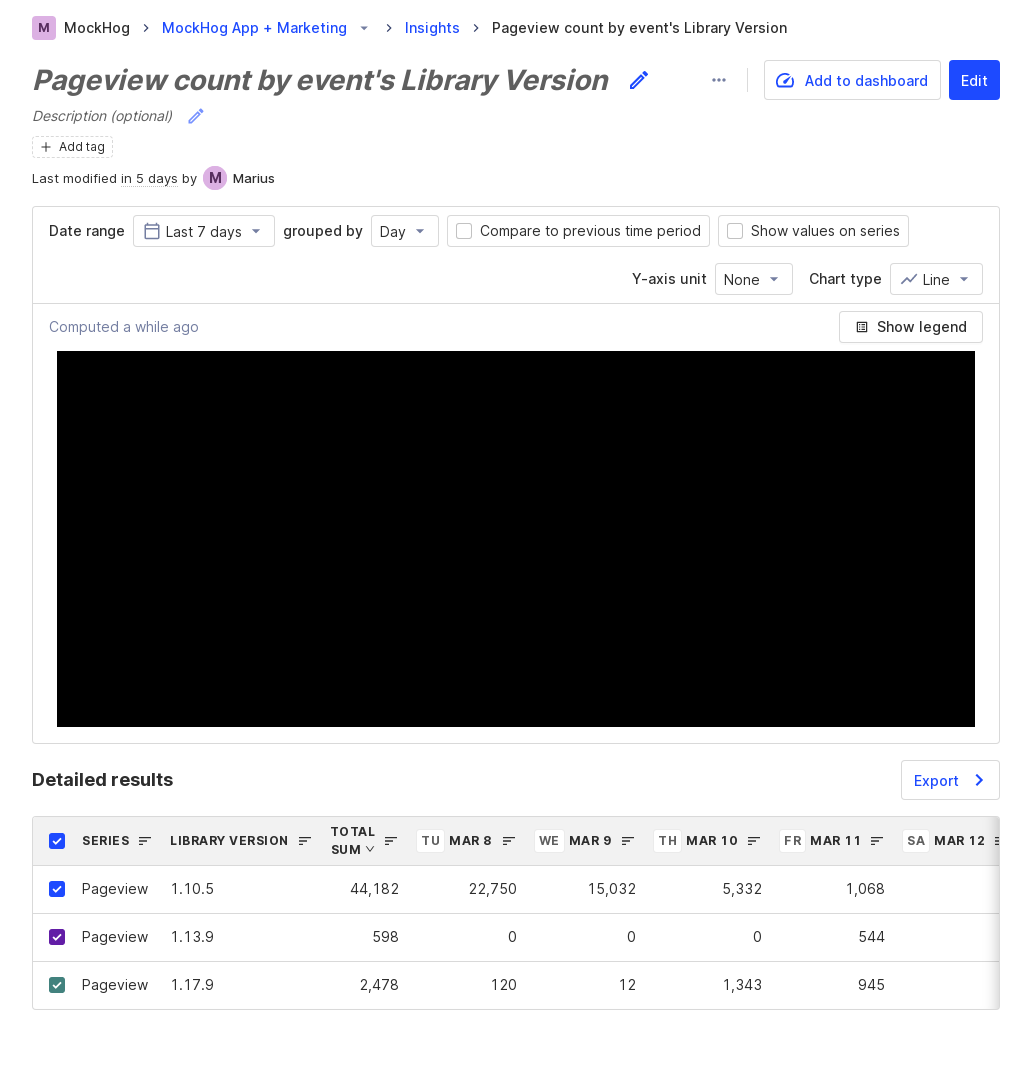 M MockHog MockHog App + Marketing Insights Pageview count by event's Library Version
Pageview count by event's Library Version
Add to dashboard Edit
Description (optional)
Add tag
Last modified in 5 days by M Marius
Date range Last 7 days grouped by Day Compare to previous time period Show values on series
Y-axis unit None Chart type Line
Computed a while ago Show legend
Detailed results Export
SERIES LIBRARY VERSION TOTAL SUM TU MAR 8 WE MAR 9 TH MAR 10 FR MAR 11 SA MAR 12
Pageview 1.10.5 44,182 22,750 15,032 5,332 1,068
Pageview 1.13.9 598 0 0 0 544
Pageview 1.17.9 2,478 120 12 1,343 945